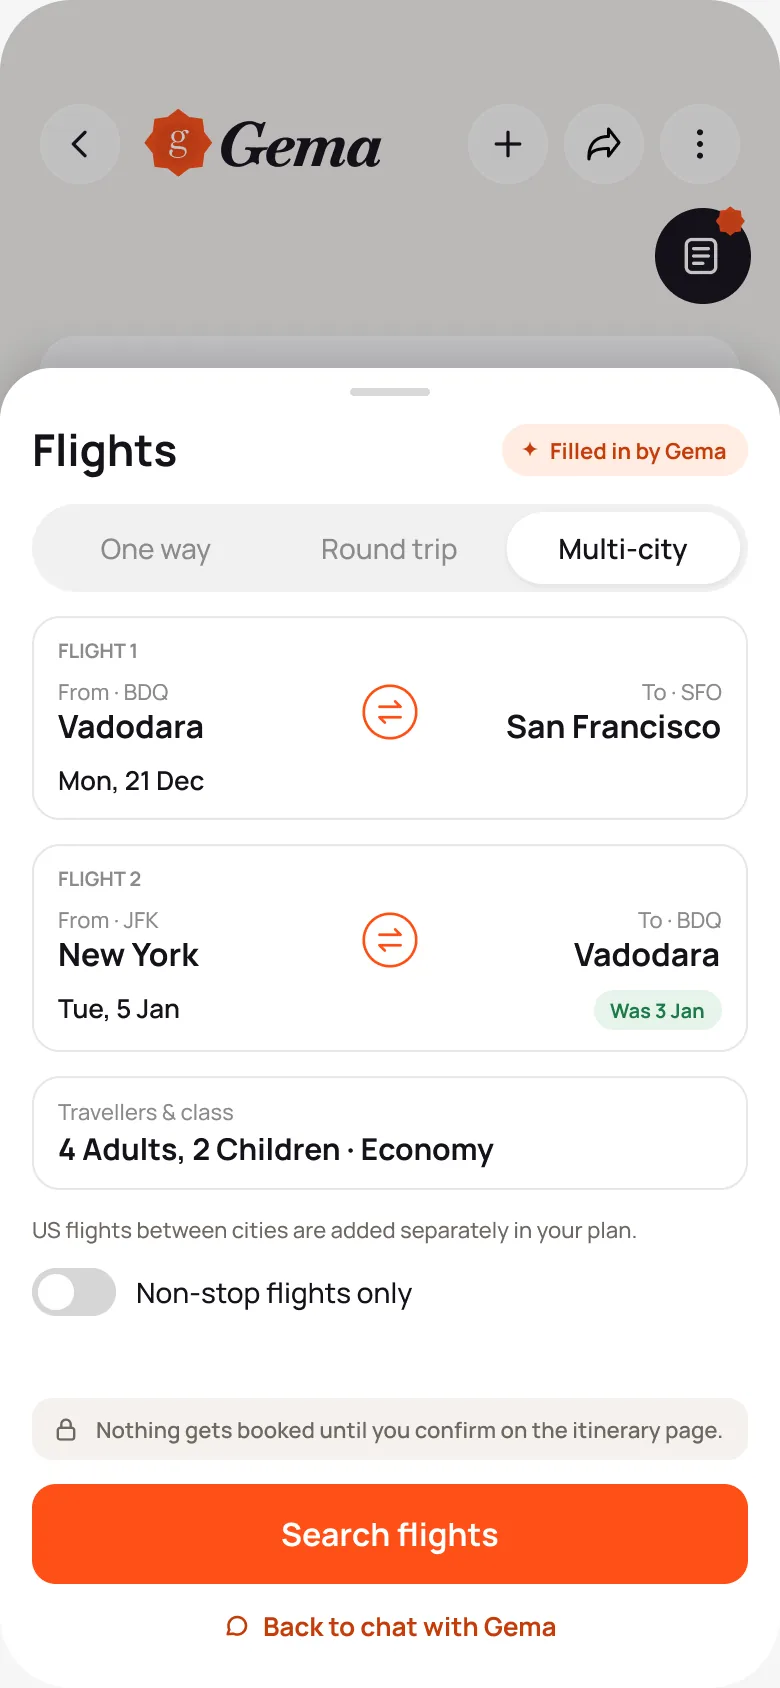 g Gema
Flights
Filled in by Gema
One way Round trip Multi-city
FLIGHT 1
From · BDQ To · SFO
Vadodara San Francisco
Mon, 21 Dec
FLIGHT 2
From · JFK To · BDQ
New York Vadodara
Tue, 5 Jan Was 3 Jan
Travellers & class
4 Adults, 2 Children · Economy
US flights between cities are added separately in your plan.
Non-stop flights only
Nothing gets booked until you confirm on the itinerary page.
Search flights
Back to chat with Gema